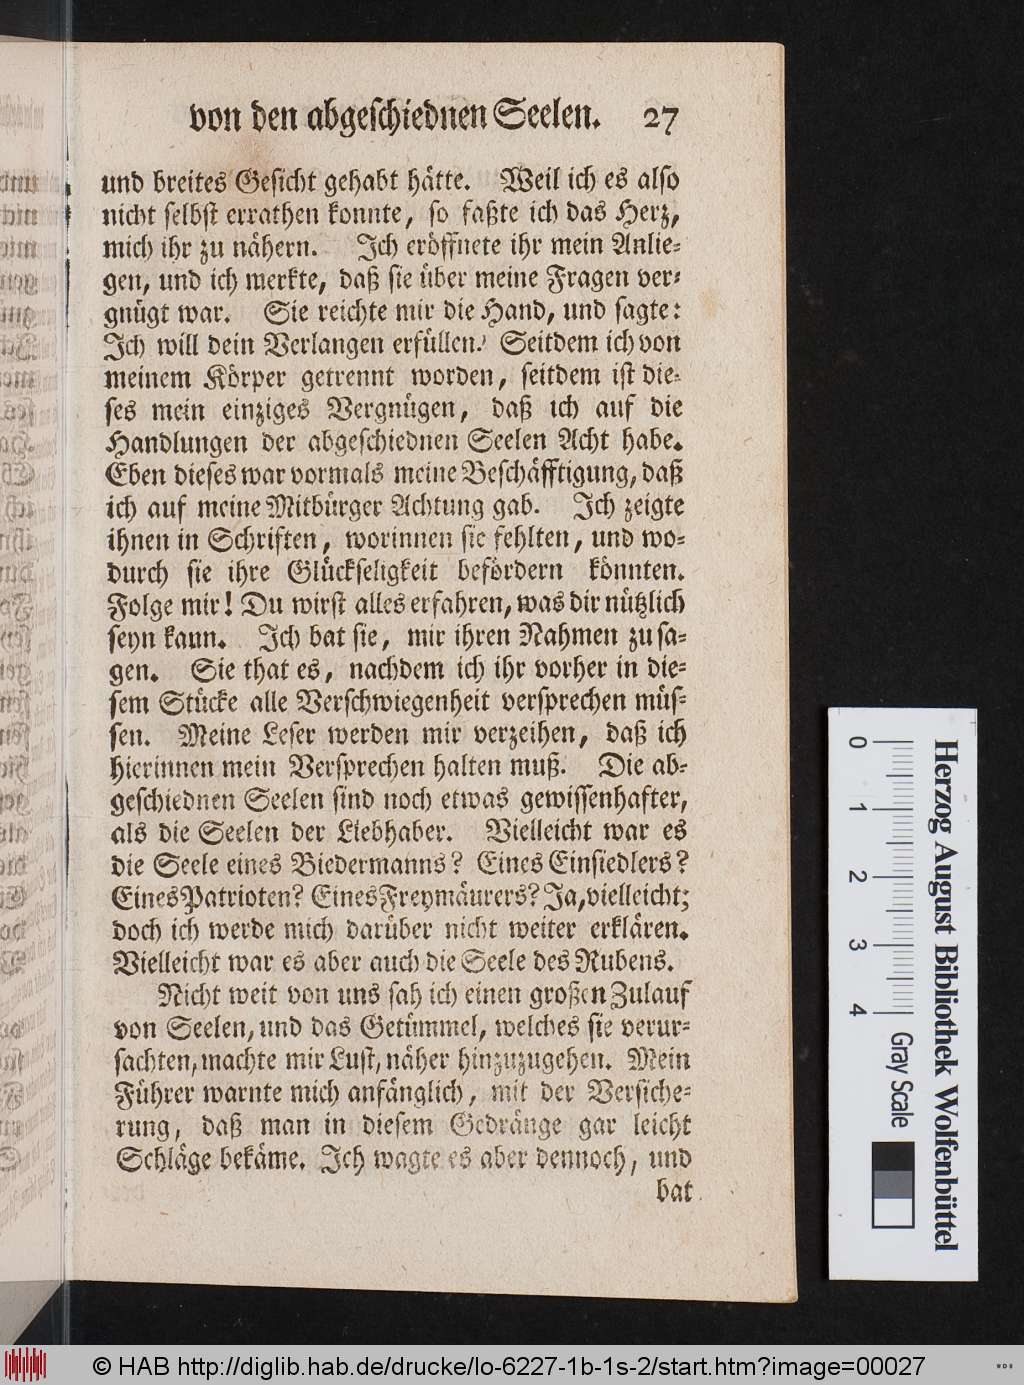 von den abgeschiednen Seelen. 27
und breites Gesicht gehabt hätte. Weil ich es also
nicht selbst errathen konnte, so faßte ich das Herz,
mich ihr zu nähern. Ich eröffnete ihr mein Anlie-
gen, und ich merkte, daß sie über meine Fragen ver-
gnügt war. Sie reichte mir die Hand, und sagte:
Ich will dein Verlangen erfüllen. Seitdem ich von
meinem Körper getrennt worden, seitdem ist die-
ses mein einziges Vergnügen, daß ich auf die
Handlungen der abgeschiednen Seelen Acht habe.
Eben dieses war vormals meine Beschäfftigung, daß
ich auf meine Mitbürger Achtung gab. Ich zeigte
ihnen in Schriften, worinnen sie fehlten, und wo-
durch sie ihre Glückseligkeit befördern könnten.
Folge mir! Du wirst alles erfahren, was dir nützlich
seyn kann. Ich bat sie, mir ihren Nahmen zu sa-
gen. Sie that es, nachdem ich ihr vorher in die-
sem Stücke alle Verschwiegenheit versprechen müs-
sen. Meine Leser werden mir verzeihen, daß ich
hierinnen mein Versprechen halten muß. Die ab-
geschiednen Seelen sind noch etwas gewissenhafter,
als die Seelen der Liebhaber. Vielleicht war es
die Seele eines Biedermanns? Eines Einsiedlers?
Eines Patrioten? Eines Freymäurers? Ja, vielleicht;
doch ich werde mich darüber nicht weiter erklären.
Vielleicht war es aber auch die Seele des Rubens.
Nicht weit von uns sah ich einen großen Zulauf
von Seelen, und das Getümmel, welches sie verur-
sachten, machte mir Lust, näher hinzuzugehen. Mein
Führer warnte mich anfänglich, mit der Versiche-
rung, daß man in diesem Gedränge gar leicht
Schläge bekäme. Ich wagte es aber dennoch, und
bat
Herzog August Bibliothek Wolfenbüttel
0 1 2 3 4 Gray Scale
© HAB http://diglib.hab.de/drucke/lo-6227-1b-1s-2/start.htm?image=00027